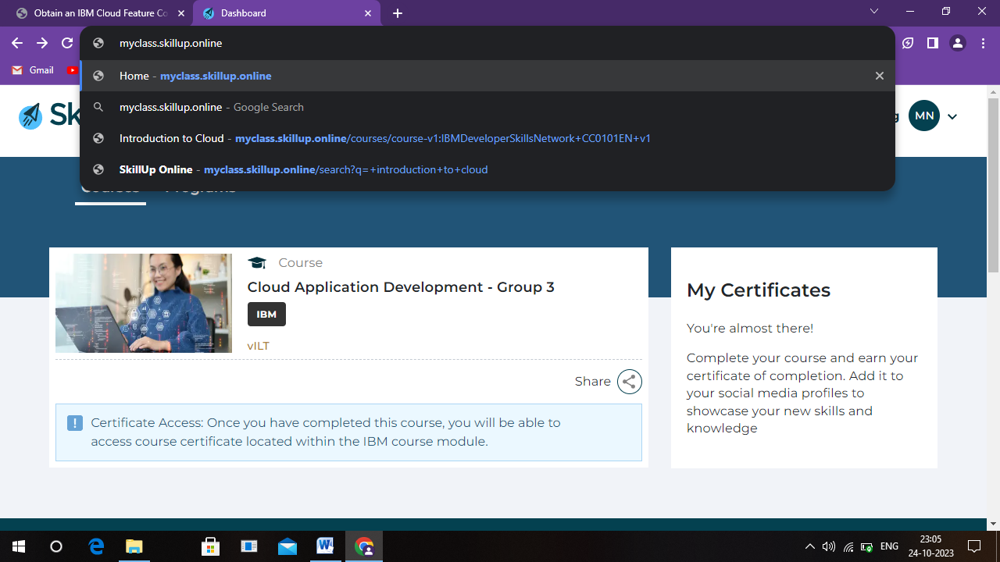 Obtain an IBM Cloud Feature Co
Dashboard
myclass.skillup.online
Gmail
Home - myclass.skillup.online
myclass.skillup.online - Google Search
Introduction to Cloud - myclass.skillup.online/courses/course-v1:IBMDeveloperSkillsNetwork+CC0101EN+v1
SkillUp Online - myclass.skillup.online/search?q=+introduction+to+cloud
Sk
g
MN
Courses
Programs
Course
Cloud Application Development - Group 3
IBM
vILT
Share
Certificate Access: Once you have completed this course, you will be able to
access course certificate located within the IBM course module.
My Certificates
You're almost there!
Complete your course and earn your
certificate of completion. Add it to
your social media profiles to
showcase your new skills and
knowledge
ENG
23:05
24-10-2023